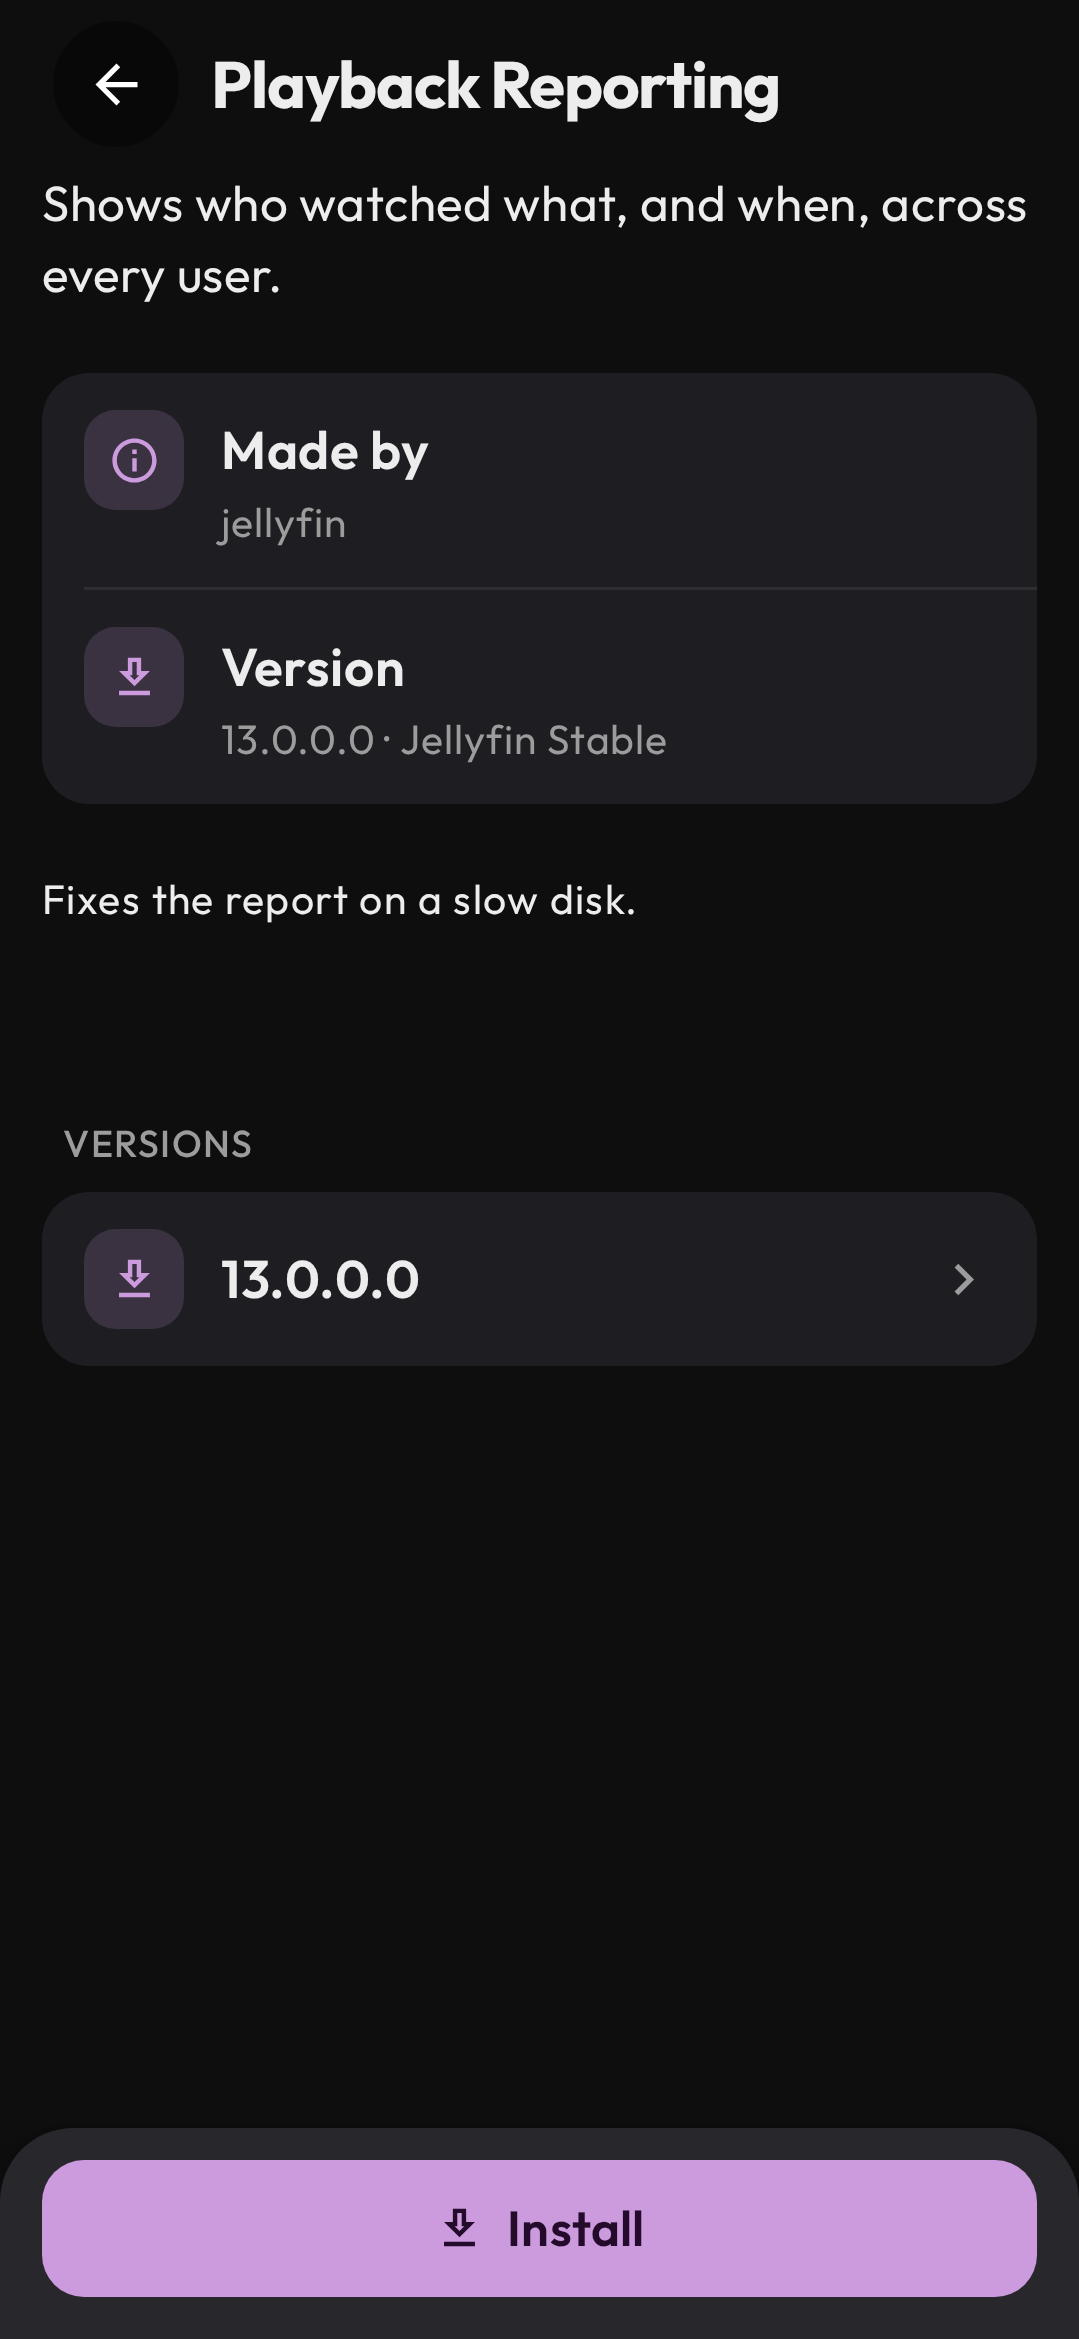 Playback Reporting
Shows who watched what, and when, across
every user.
Made by
jellyfin
Version
13.0.0.0 · Jellyfin Stable
Fixes the report on a slow disk.
VERSIONS
13.0.0.0
Install